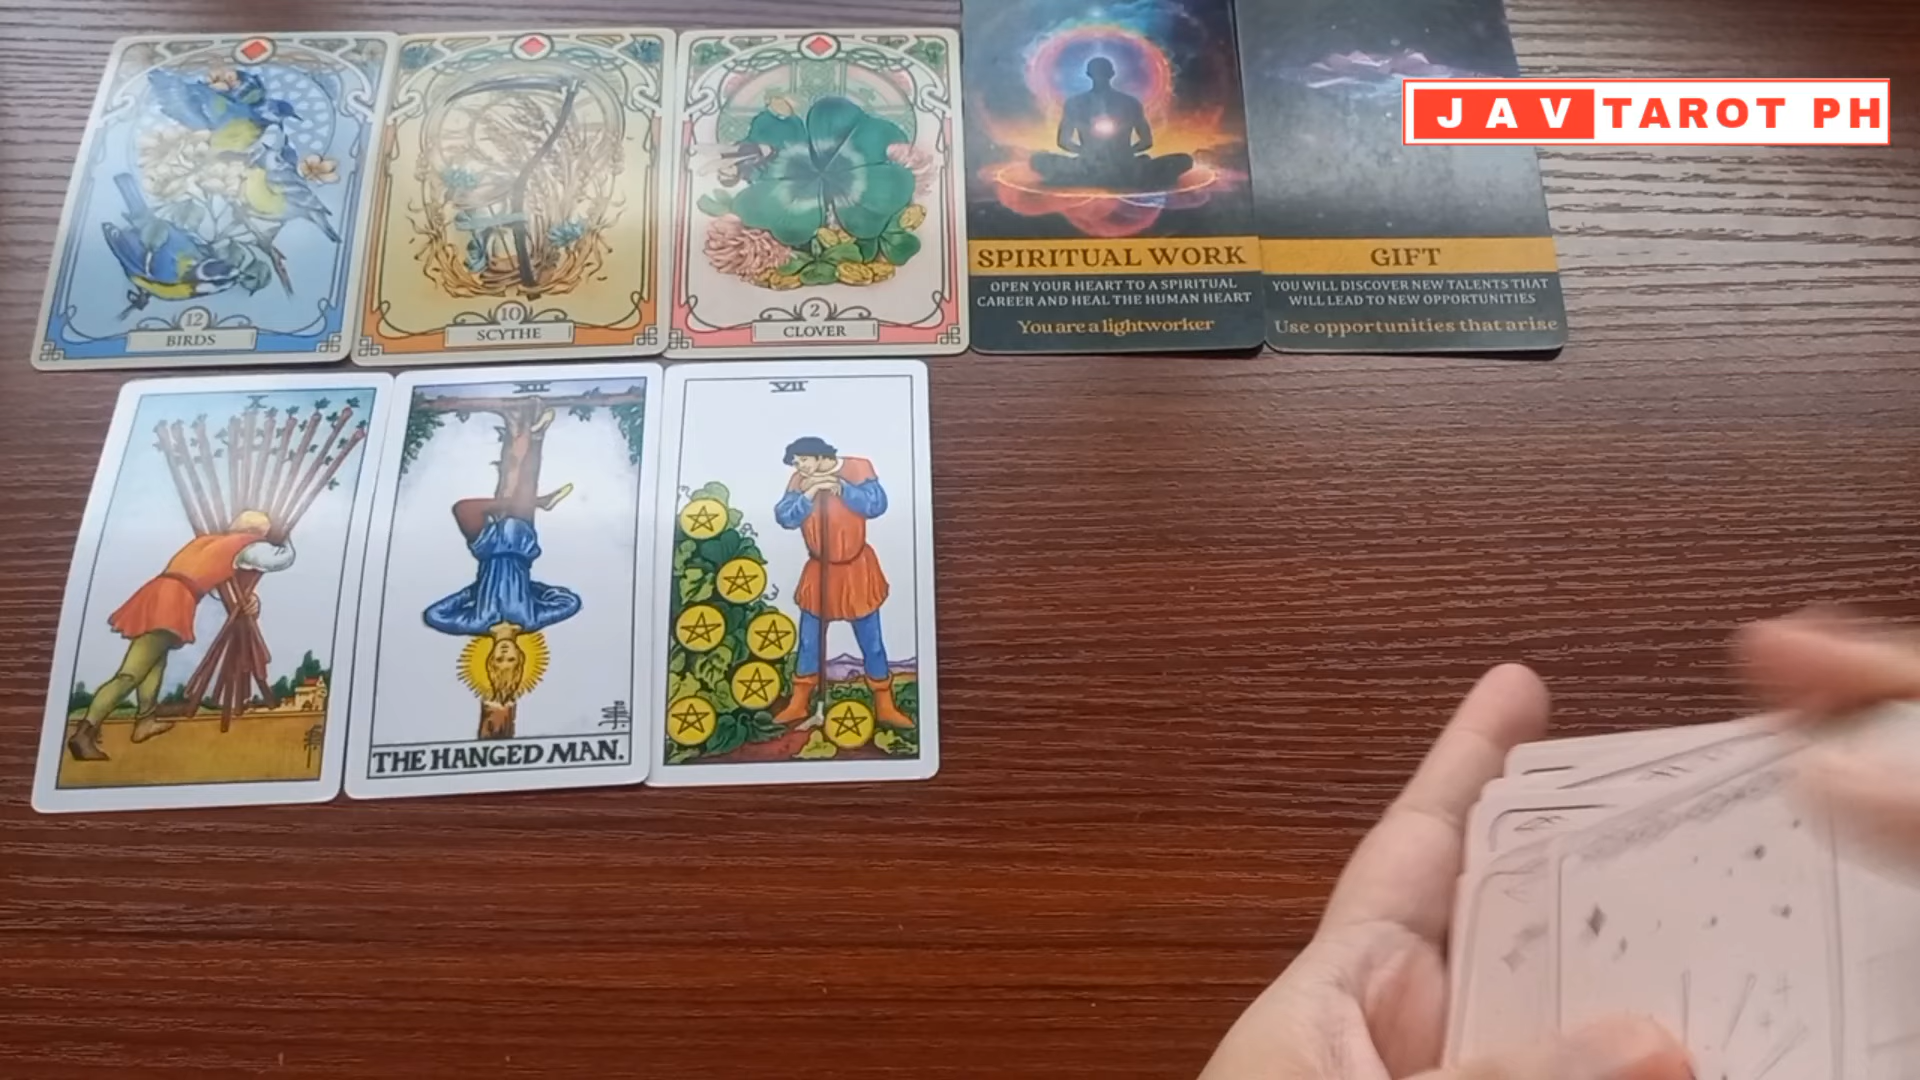 JAV TAROT PH
12
BIRDS
10
SCYTHE
2
CLOVER
SPIRITUAL WORK
OPEN YOUR HEART TO A SPIRITUAL
CAREER AND HEAL THE HUMAN HEART
You are a lightworker
GIFT
YOU WILL DISCOVER NEW TALENTS THAT
WILL LEAD TO NEW OPPORTUNITIES
Use opportunities that arise
X
XII
THE HANGED MAN.
VII